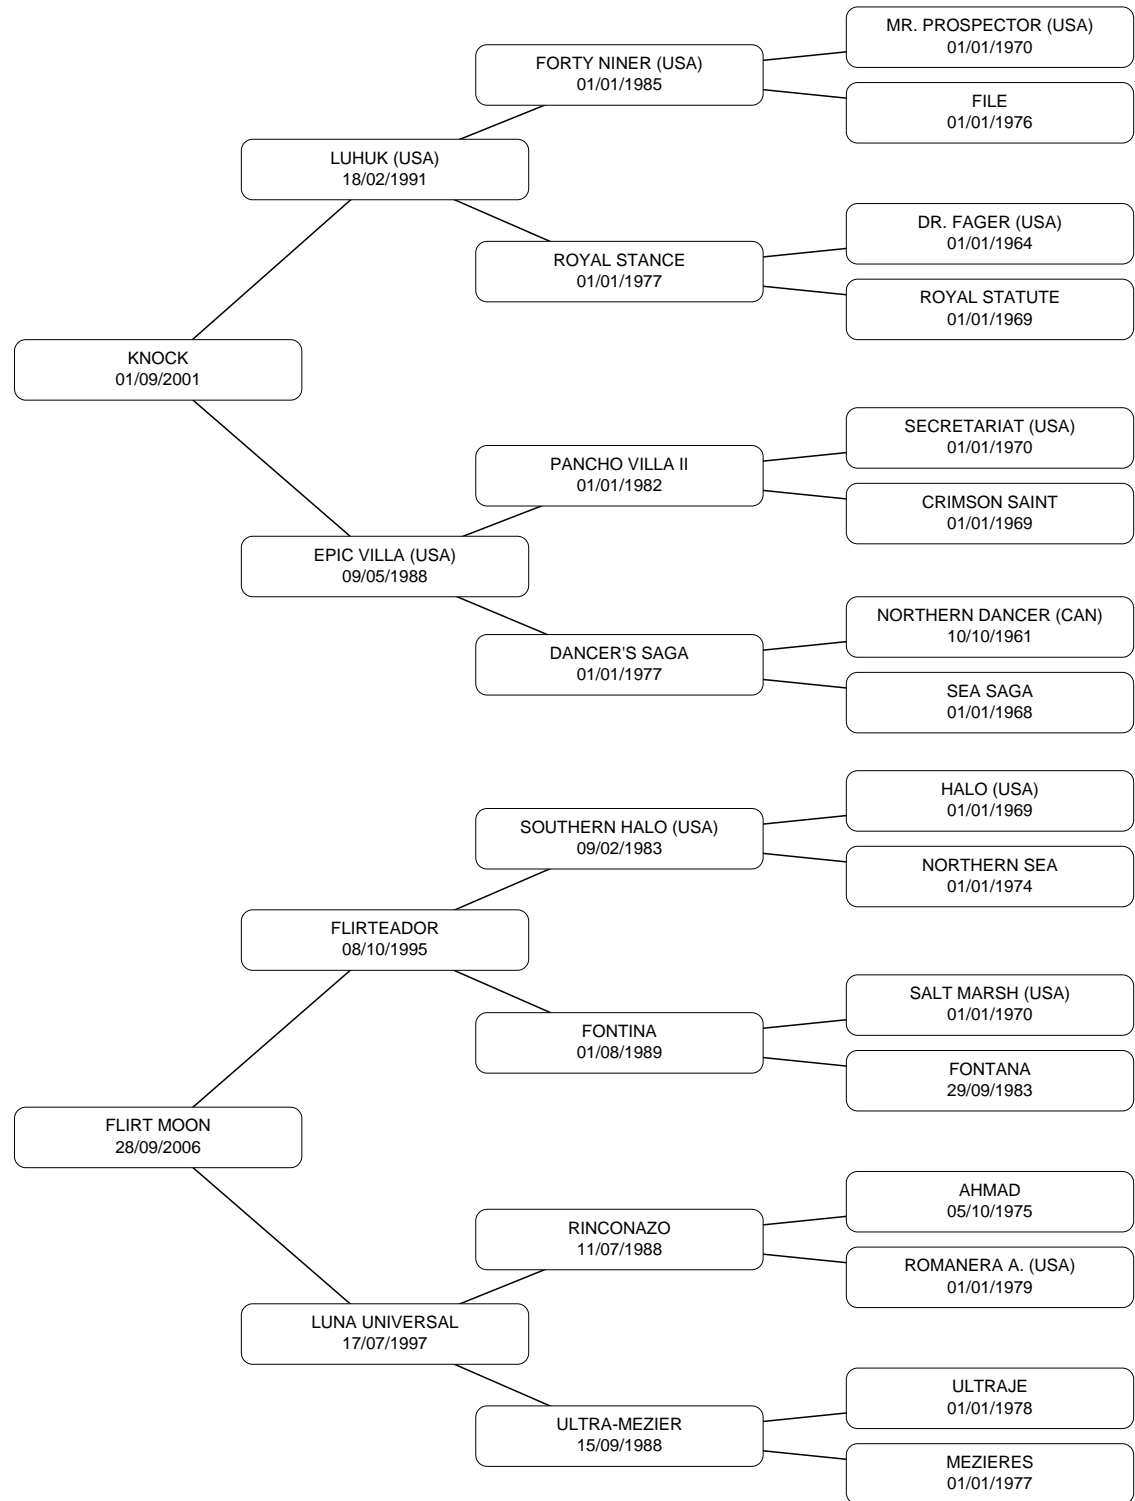 MR. PROSPECTOR (USA)
01/01/1970
FORTY NINER (USA)
01/01/1985
FILE
01/01/1976
LUHUK (USA)
18/02/1991
DR. FAGER (USA)
01/01/1964
ROYAL STANCE
01/01/1977
ROYAL STATUTE
01/01/1969
KNOCK
01/09/2001
SECRETARIAT (USA)
01/01/1970
PANCHO VILLA II
01/01/1982
CRIMSON SAINT
01/01/1969
EPIC VILLA (USA)
09/05/1988
NORTHERN DANCER (CAN)
10/10/1961
DANCER'S SAGA
01/01/1977
SEA SAGA
01/01/1968
HALO (USA)
01/01/1969
SOUTHERN HALO (USA)
09/02/1983
NORTHERN SEA
01/01/1974
FLIRTEADOR
08/10/1995
SALT MARSH (USA)
01/01/1970
FONTINA
01/08/1989
FONTANA
29/09/1983
FLIRT MOON
28/09/2006
AHMAD
05/10/1975
RINCONAZO
11/07/1988
ROMANERA A. (USA)
01/01/1979
LUNA UNIVERSAL
17/07/1997
ULTRAJE
01/01/1978
ULTRA-MEZIER
15/09/1988
MEZIERES
01/01/1977